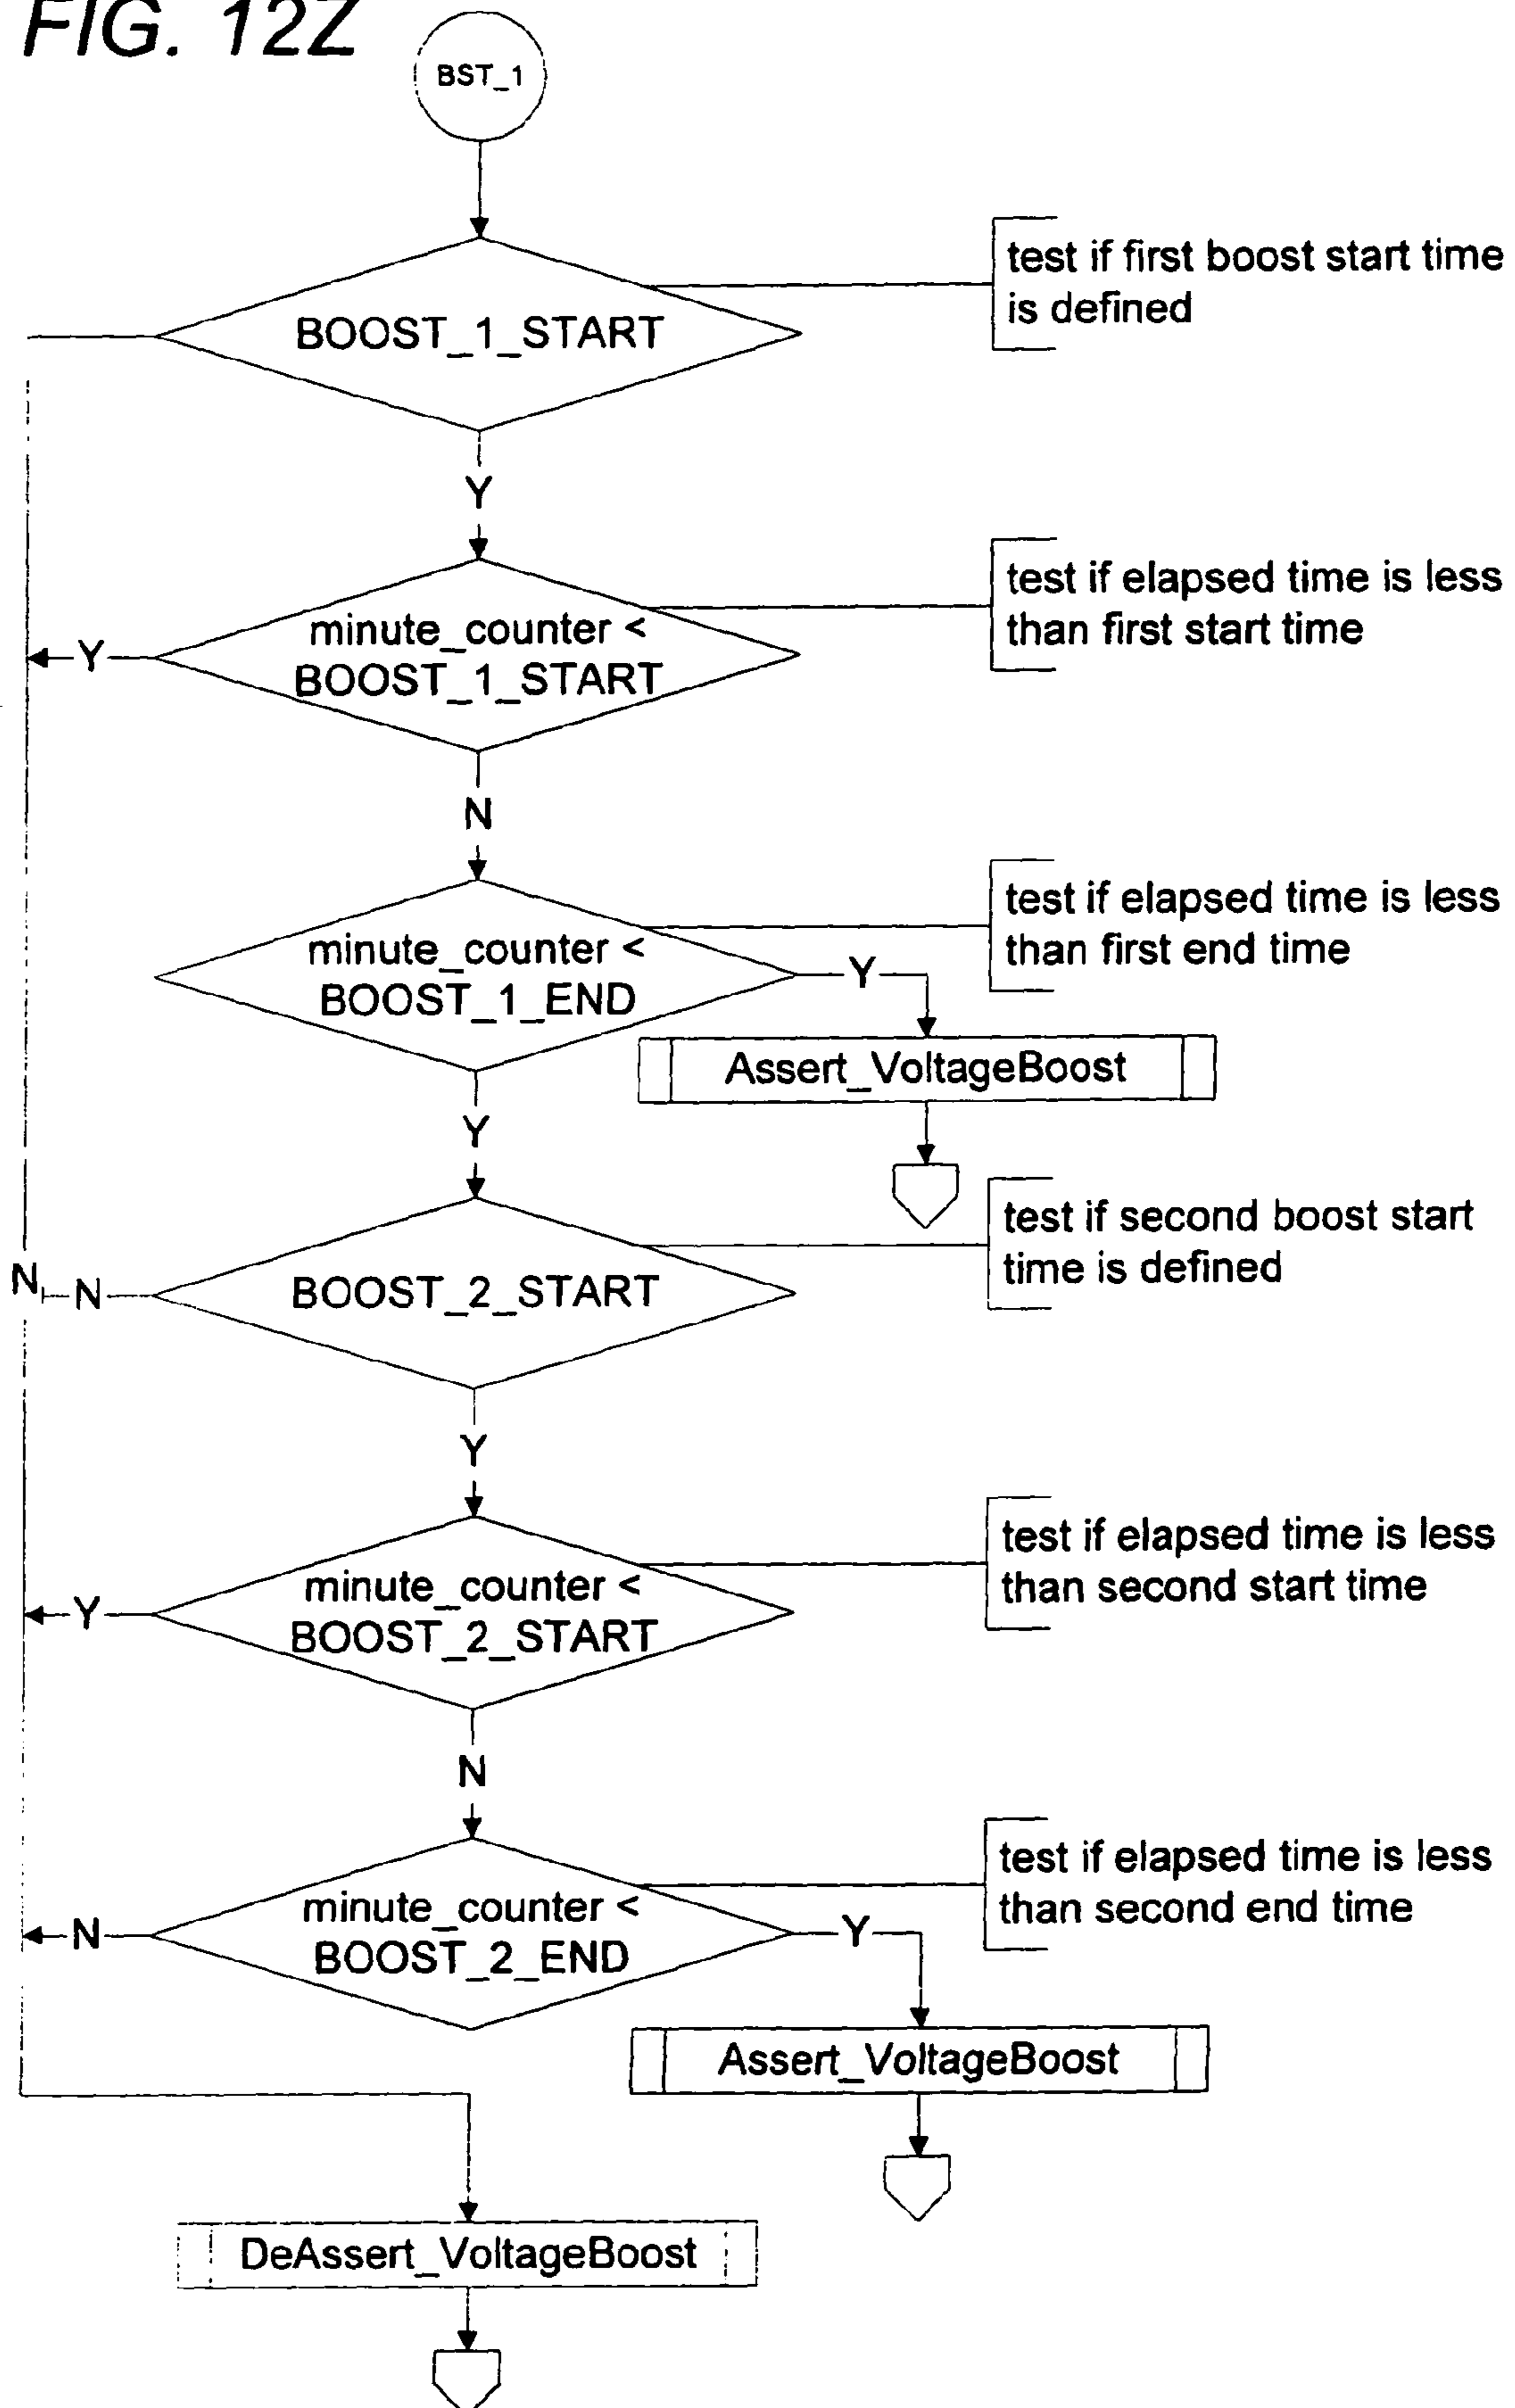 FIG. 12Z
BST_1
BOOST_1_START
test if first boost start time
is defined
Y
minute_counter <
BOOST_1_START
test if elapsed time is less
than first start time
Y
N
minute_counter <
BOOST_1_END
test if elapsed time is less
than first end time
Y
Assert_VoltageBoost
Y
BOOST_2_START
test if second boost start
time is defined
N
N
Y
minute_counter <
BOOST_2_START
test if elapsed time is less
than second start time
Y
N
minute_counter <
BOOST_2_END
test if elapsed time is less
than second end time
N
Y
Assert_VoltageBoost
DeAssert_VoltageBoost